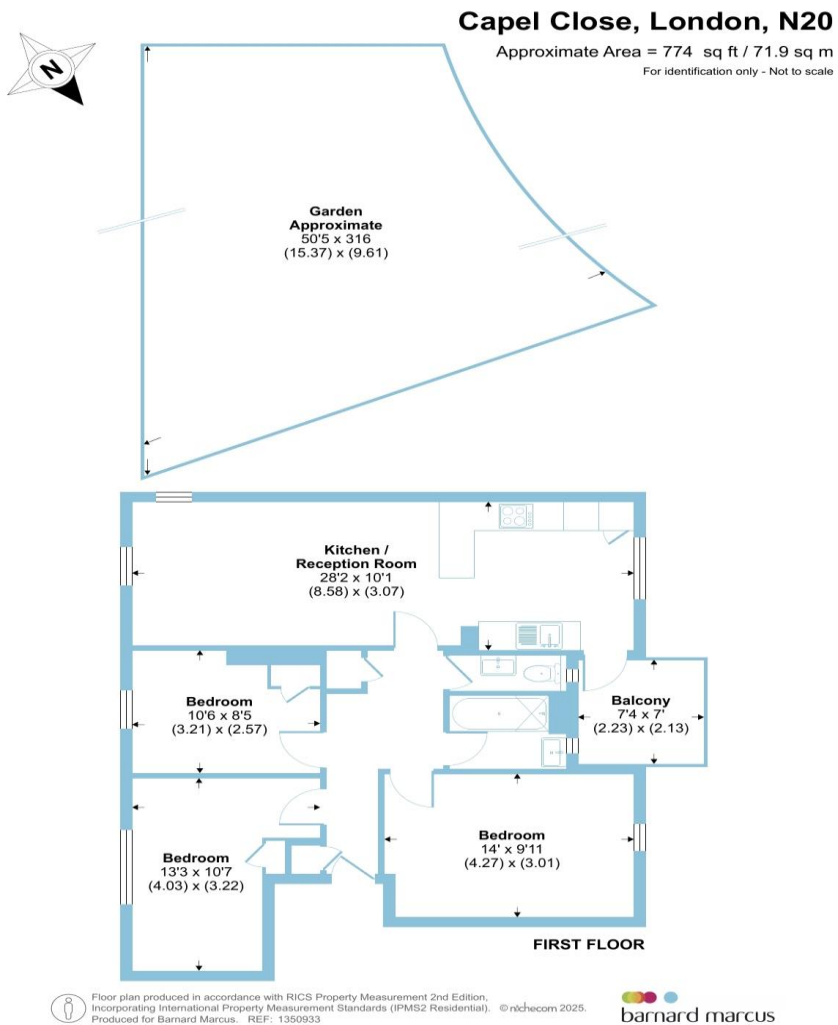 Capel Close, London, N20
Approximate Area = 774 sq ft / 71.9 sq m
For identification only - Not to scale
N
Garden
Approximate
50'5 x 316
(15.37) x (9.61)
Kitchen /
Reception Room
28'2 x 10'1
(8.58) x (3.07)
Bedroom
10'6 x 8'5
(3.21) x (2.57)
Balcony
7'4 x 7'
(2.23) x (2.13)
Bedroom
13'3 x 10'7
(4.03) x (3.22)
Bedroom
14' x 9'11
(4.27) x (3.01)
FIRST FLOOR
Floor plan produced in accordance with RICS Property Measurement 2nd Edition,
Incorporating International Property Measurement Standards (IPMS2 Residential). © nichecom 2025.
Produced for Barnard Marcus. REF: 1350933
barnard marcus